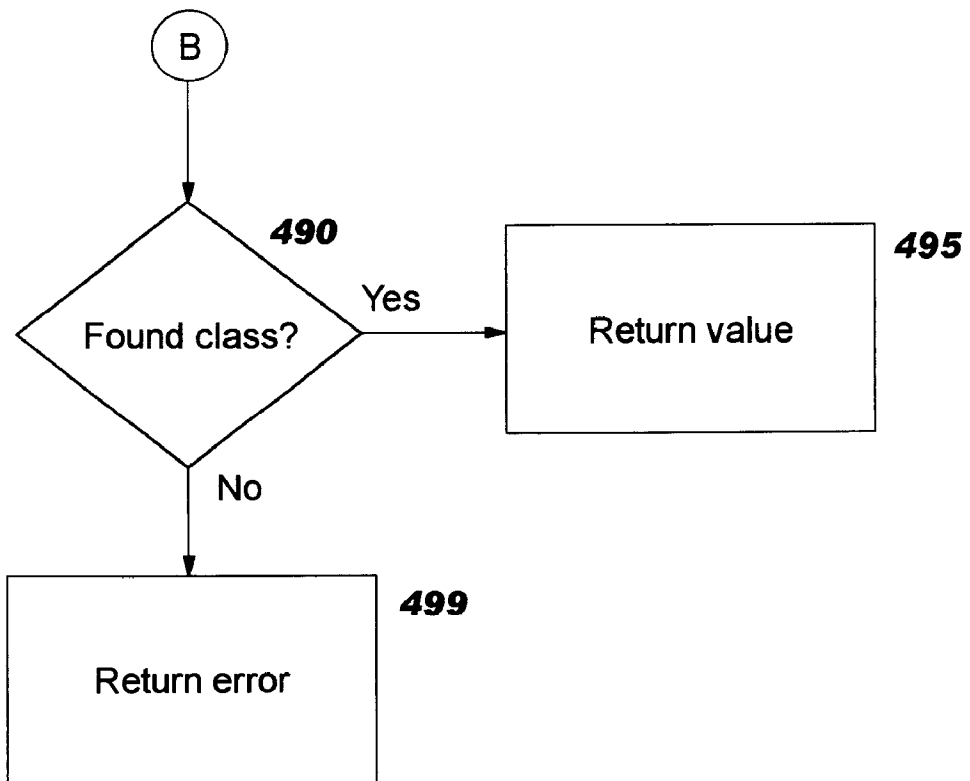 B
490
Found class?
Yes
Return value
495
No
499
Return error